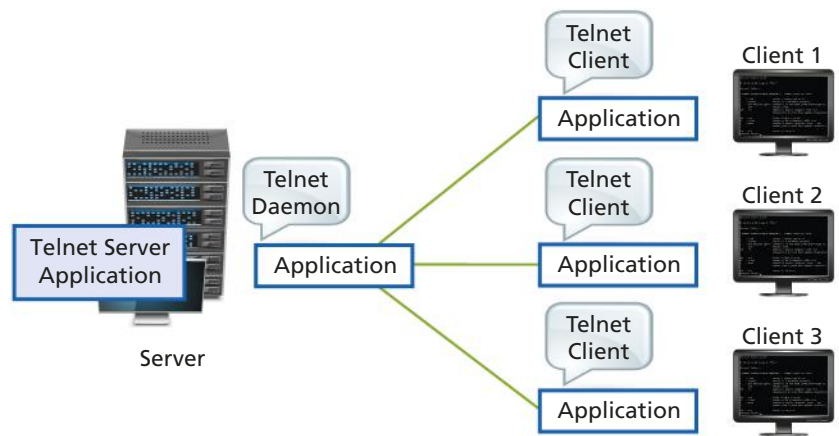 Telnet
Client
Client 1
Application
Telnet
Daemon
Telnet
Client
Client 2
Telnet Server
Application
Application
Application
Server
Telnet
Client
Client 3
Application